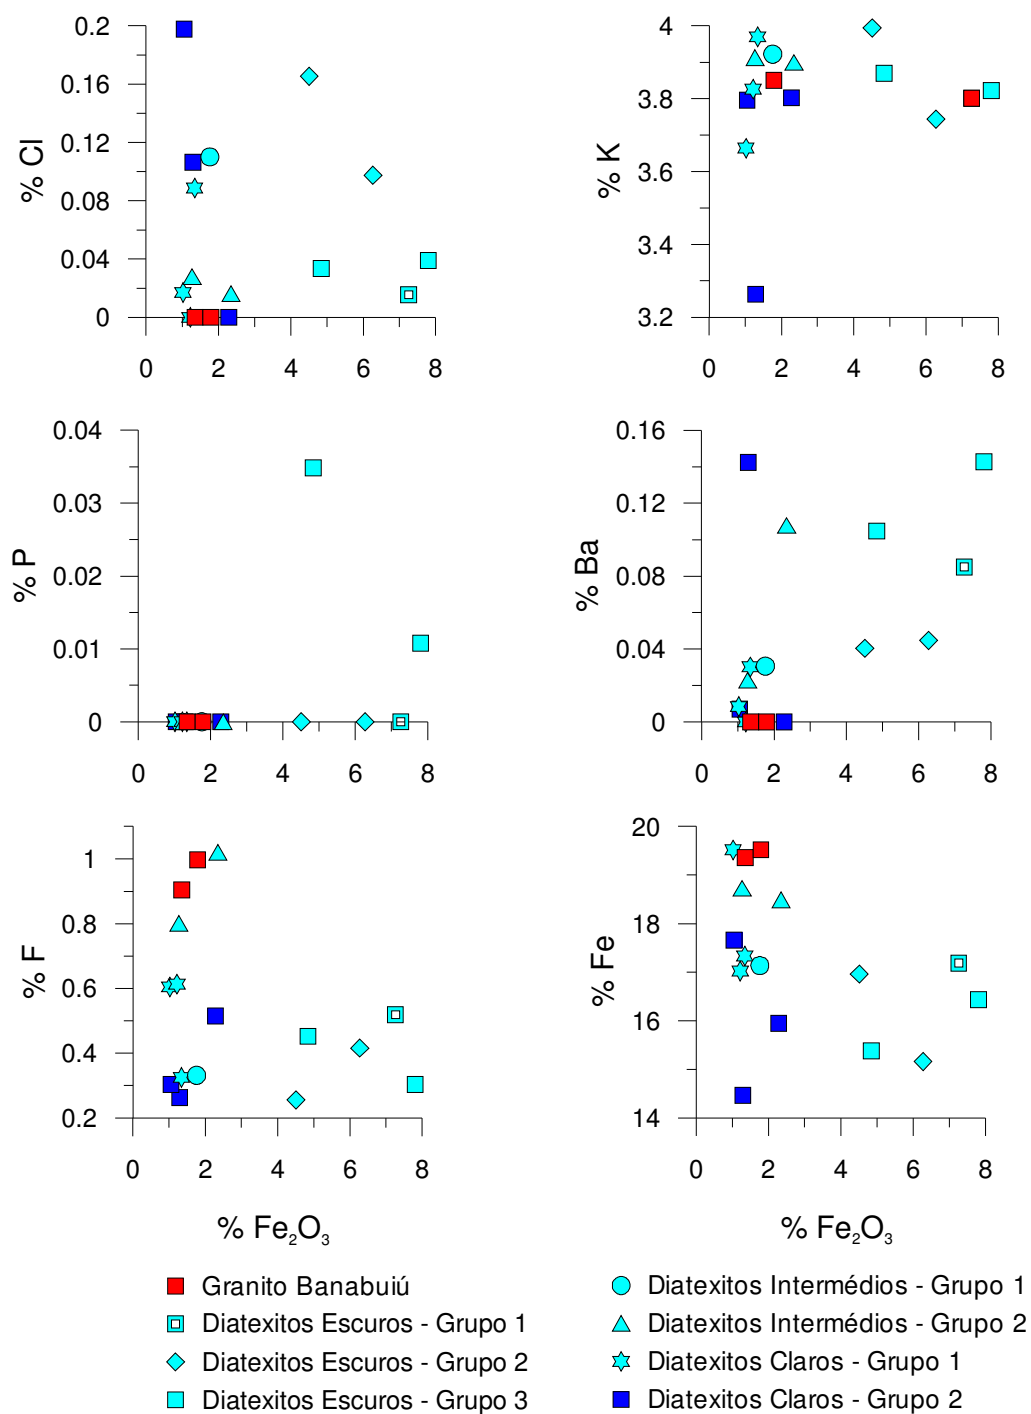 0.2
0.16
0.12
0.08
0.04
0
% Cl
0 2 4 6 8
4
3.8
3.6
3.4
3.2
% K
0 2 4 6 8
0.04
0.03
0.02
0.01
0
% P
0 2 4 6 8
0.16
0.12
0.08
0.04
0
% Ba
0 2 4 6 8
1
0.8
0.6
0.4
0.2
% F
0 2 4 6 8
% Fe₂O₃
20
18
16
14
% Fe
0 2 4 6 8
% Fe₂O₃
Granito Banabuiú
Diatexitos Escuros - Grupo 1
Diatexitos Escuros - Grupo 2
Diatexitos Escuros - Grupo 3
Diatexitos Intermédios - Grupo 1
Diatexitos Intermédios - Grupo 2
Diatexitos Claros - Grupo 1
Diatexitos Claros - Grupo 2